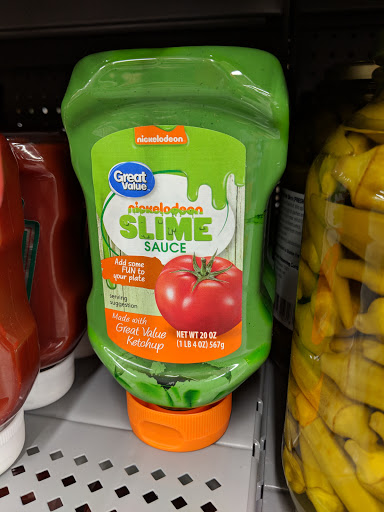 nickelodeon
Great
Value
nickelodeon
SLIME
SAUCE
Add some
FUN to
your plate
serving
suggestion
Made with
Great Value
Ketchup
NET WT 20 OZ
(1 LB 4 OZ) 567g